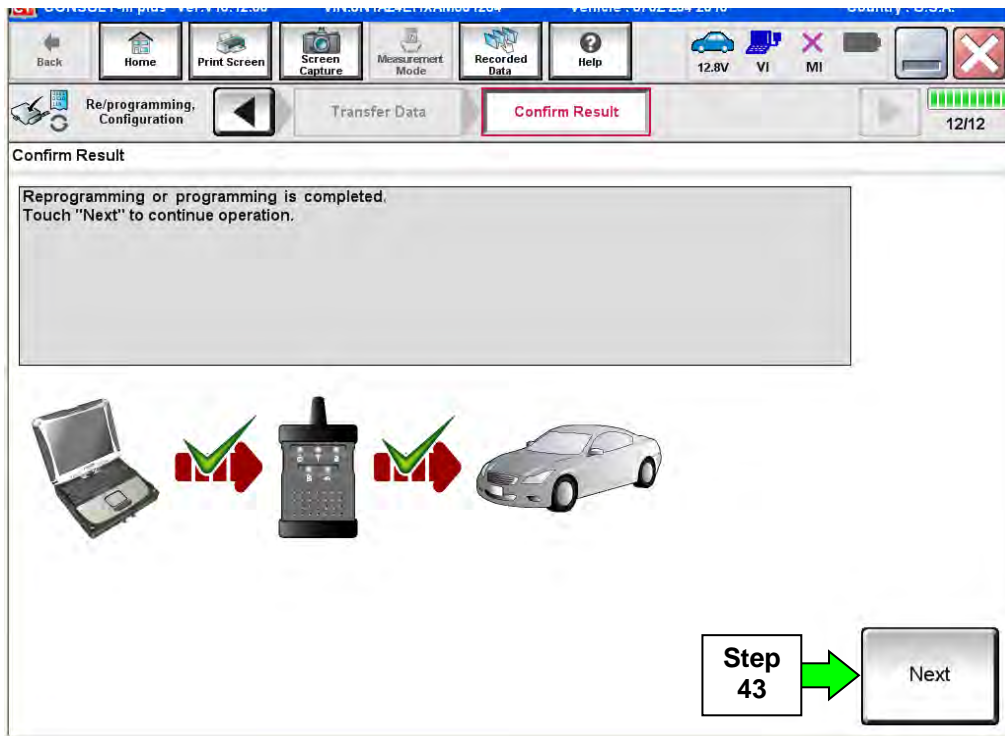 Back
Home
Print Screen
Screen
Capture
Measurement
Mode
Recorded
Data
Help
12.8V
VI
MI
Re/programming,
Configuration
Transfer Data
Confirm Result
12/12
Confirm Result
Reprogramming or programming is completed.
Touch "Next" to continue operation.
Step
43
Next